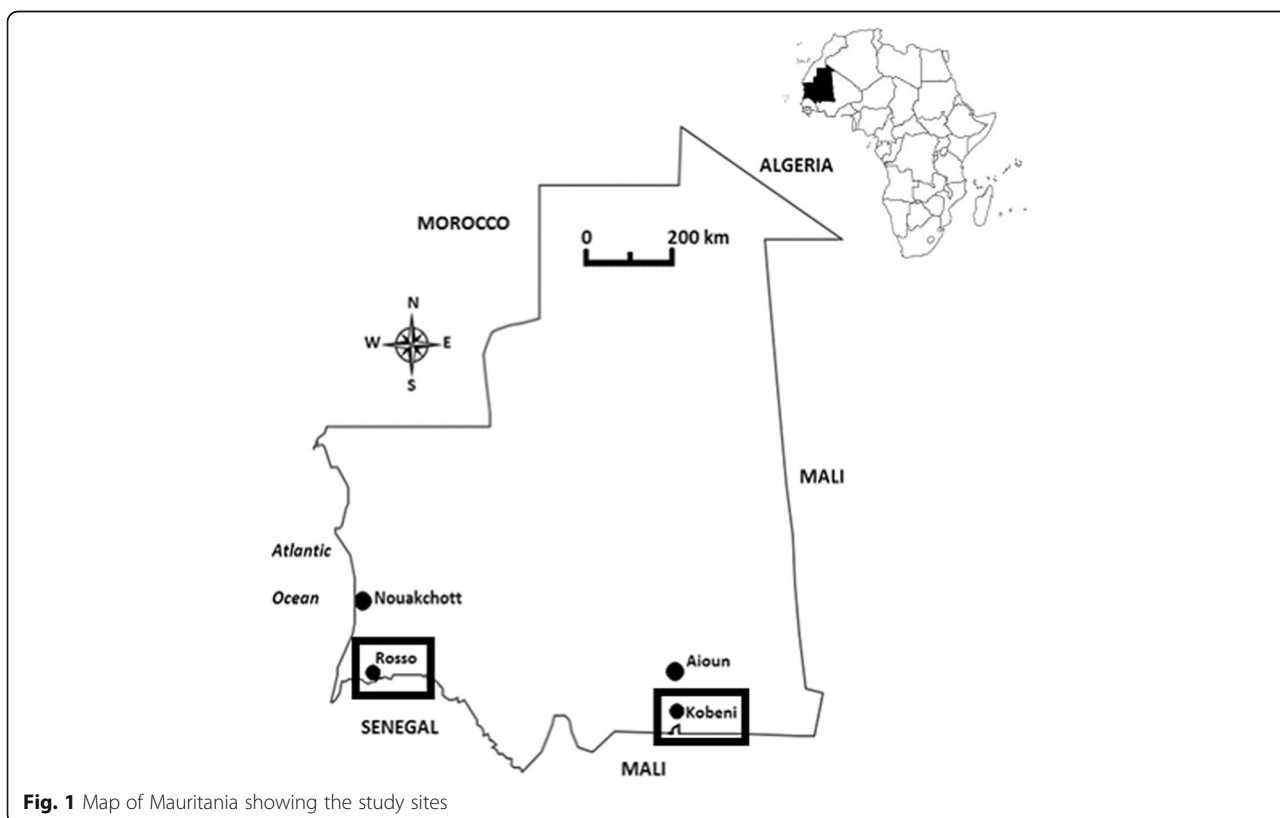 ALGERIA
MOROCCO
0 200 km
N
W E
S
MALI
Atlantic
Ocean
Nouakchott
Rosso
Aioun
Kobeni
SENEGAL
MALI
Fig. 1 Map of Mauritania showing the study sites